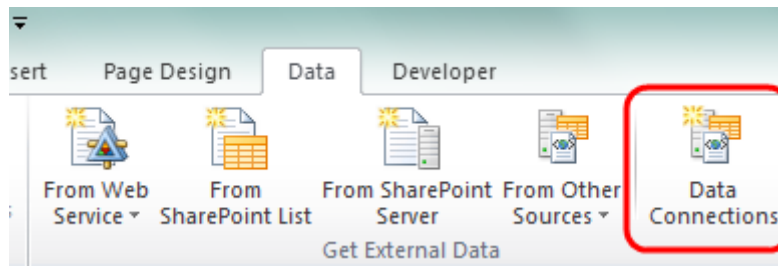 sert Page Design Data Developer
From Web From From SharePoint From Other Data
Service SharePoint List Server Sources Connections
Get External Data